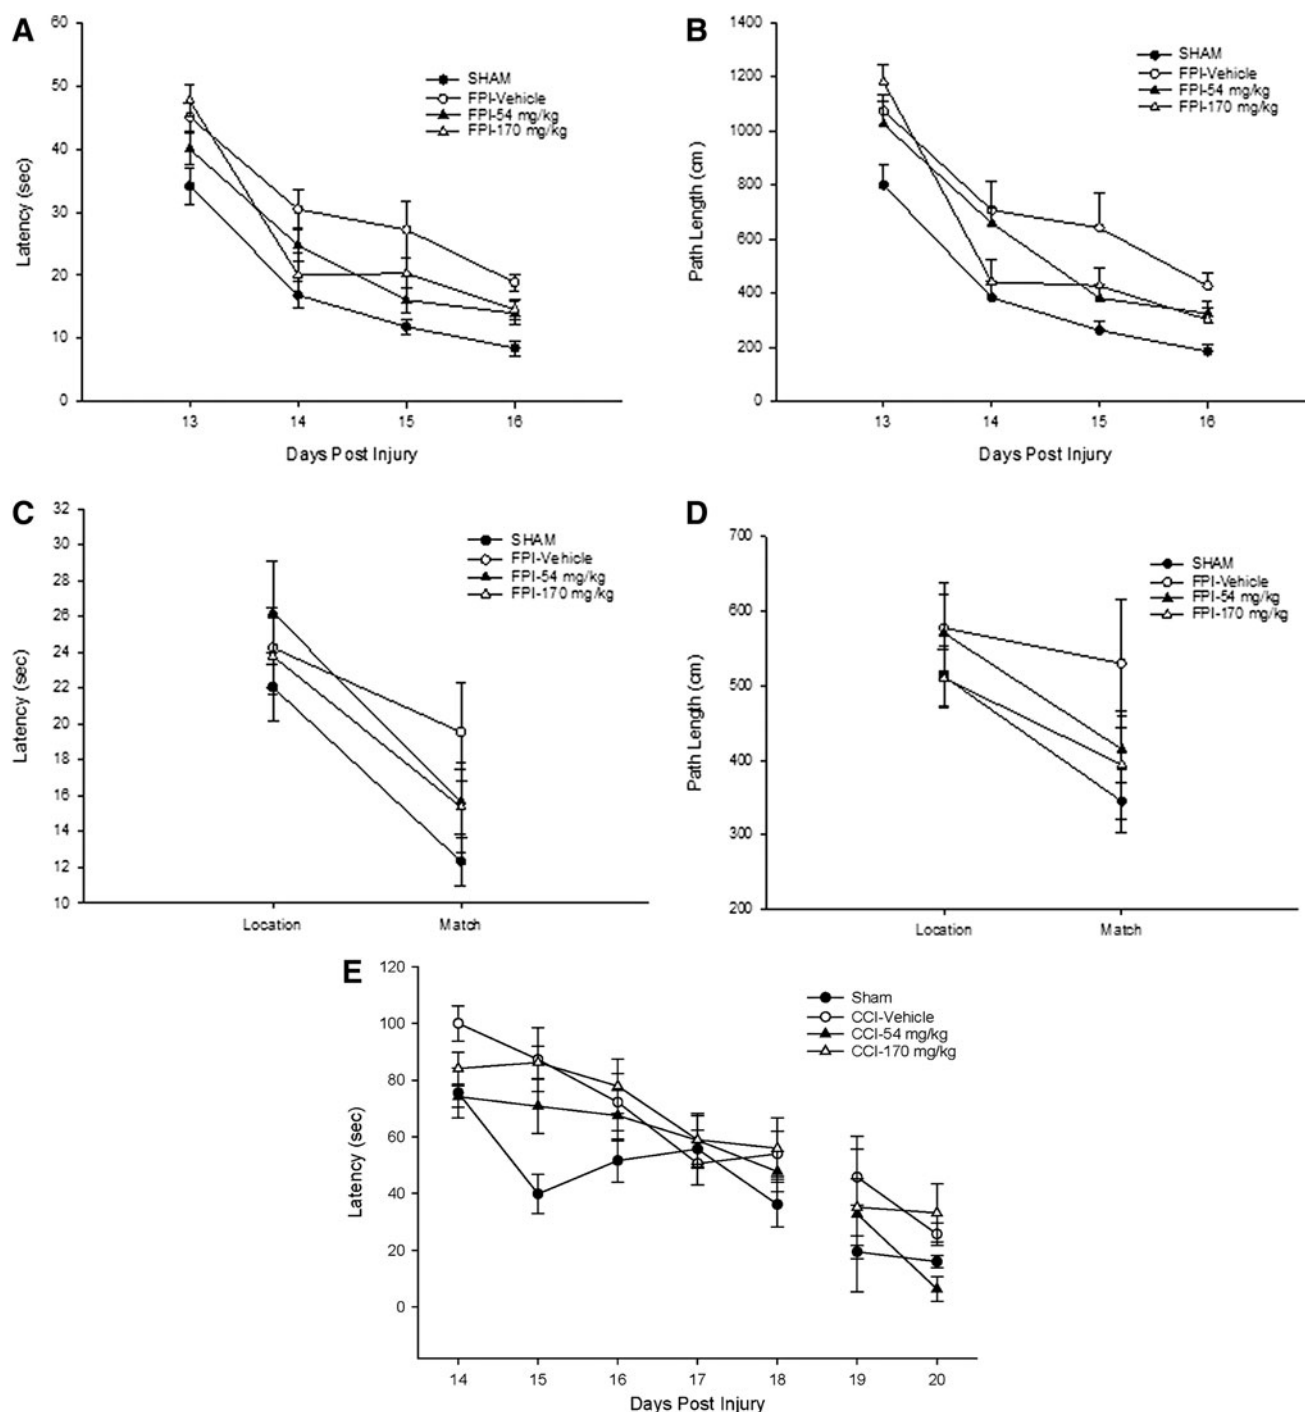 A
60
50
40
30
20
10
0
Latency (sec)
SHAM
FPI-Vehicle
FPI-54 mg/kg
FPI-170 mg/kg
13 14 15 16
Days Post Injury
B
1400
1200
1000
800
600
400
200
0
Path Length (cm)
SHAM
FPI-Vehicle
FPI-54 mg/kg
FPI-170 mg/kg
13 14 15 16
Days Post Injury
C
32
30
28
26
24
22
20
18
16
14
12
10
Latency (sec)
SHAM
FPI-Vehicle
FPI-54 mg/kg
FPI-170 mg/kg
Location Match
D
700
600
500
400
300
200
Path Length (cm)
SHAM
FPI-Vehicle
FPI-54 mg/kg
FPI-170 mg/kg
Location Match
E
120
100
80
60
40
20
0
Latency (sec)
Sham
CCI-Vehicle
CCI-54 mg/kg
CCI-170 mg/kg
14 15 16 17 18 19 20
Days Post Injury